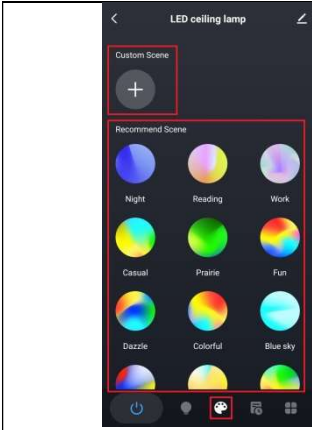 LED ceiling lamp
Custom Scene
Recommend Scene
Night Reading Work
Casual Prairie Fun
Dazzle Colorful Blue sky